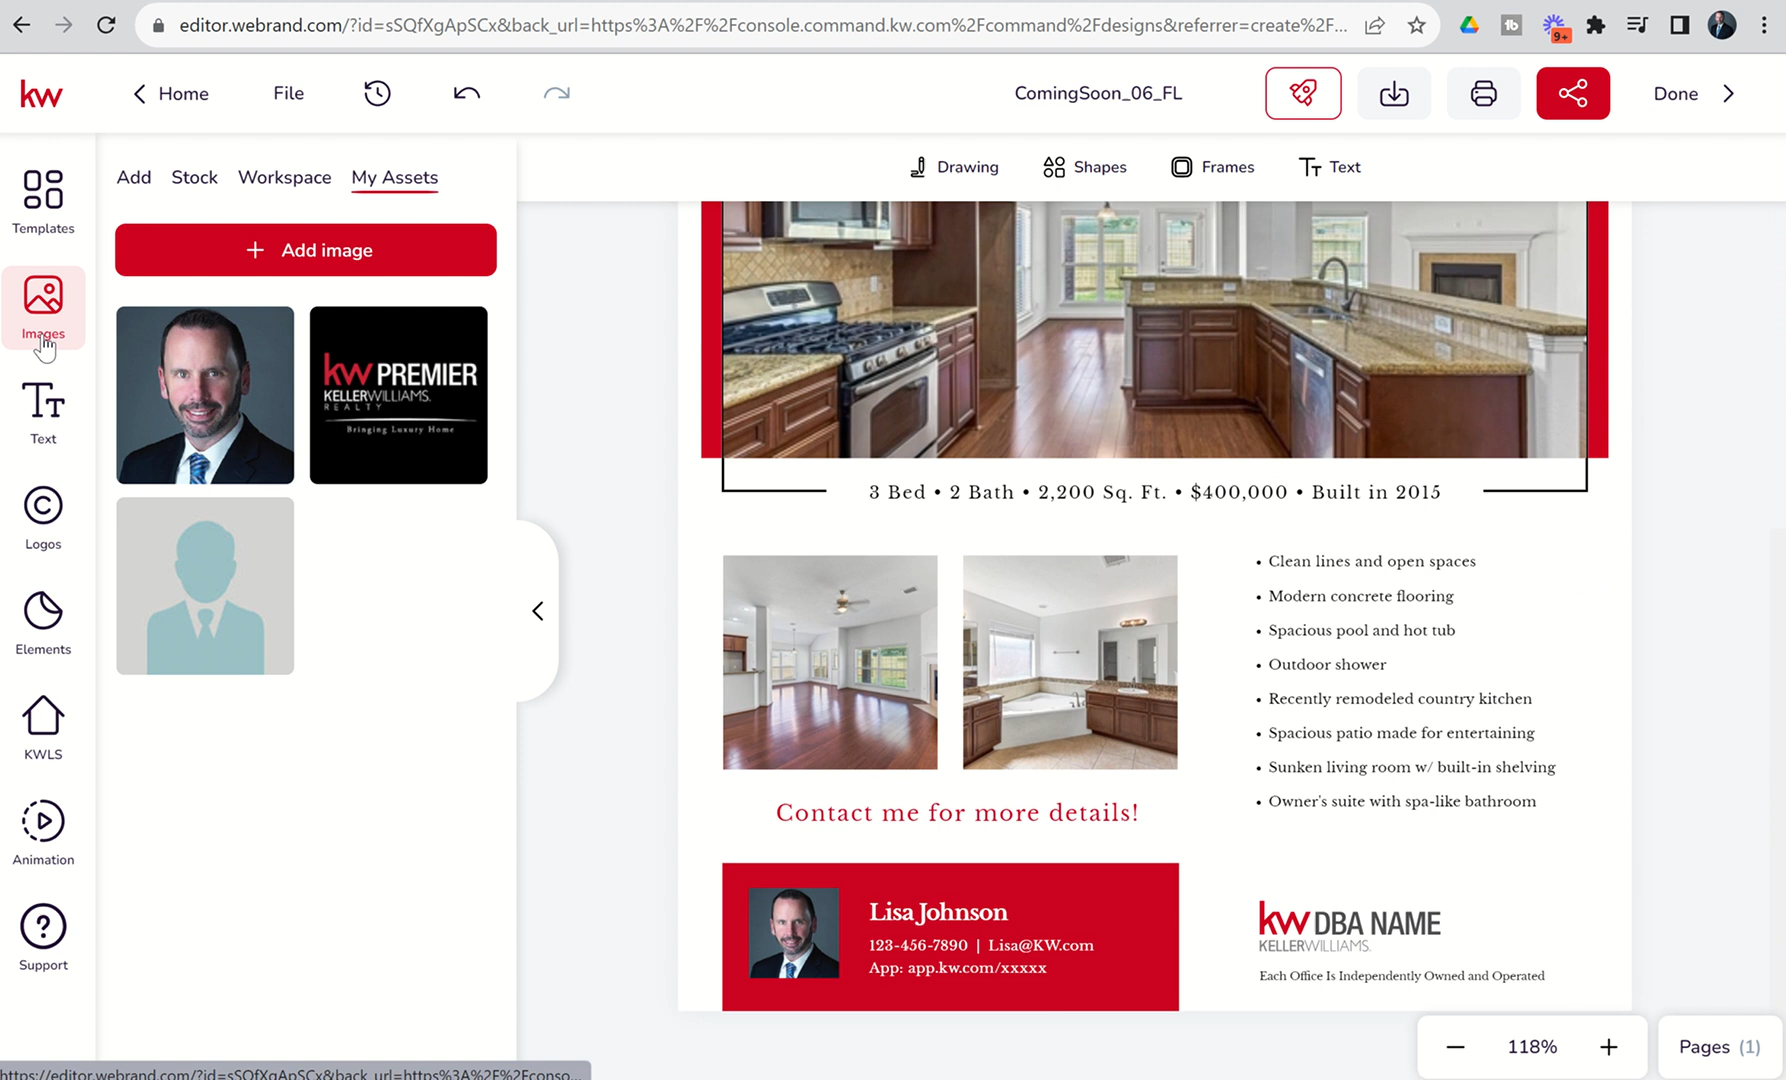 editor.webrand.com/?id=sSQfXgApSCx&back_url=https%3A%2F%2Fconsole.command.kw.com%2Fcommand%2Fdesigns&referrer=create%2F...
9+
kw
Home
File
ComingSoon_06_FL
Done
Add
Stock
Workspace
My Assets
Drawing
Shapes
Frames
Text
+ Add image
Templates
Images
Text
Logos
Elements
KWLS
Animation
Support
kw PREMIER
KELLERWILLIAMS.
REALTY
Bringing Luxury Home
3 Bed • 2 Bath • 2,200 Sq. Ft. • $400,000 • Built in 2015
• Clean lines and open spaces
• Modern concrete flooring
• Spacious pool and hot tub
• Outdoor shower
• Recently remodeled country kitchen
• Spacious patio made for entertaining
• Sunken living room w/ built-in shelving
• Owner's suite with spa-like bathroom
Contact me for more details!
Lisa Johnson
123-456-7890 | Lisa@KW.com
App: app.kw.com/xxxxx
kw DBA NAME
KELLERWILLIAMS.
Each Office Is Independently Owned and Operated
118%
Pages (1)
https://editor.webrand.com/?id=sSQfXgApSCx&back_url=https%3A%2F%2Fconso...